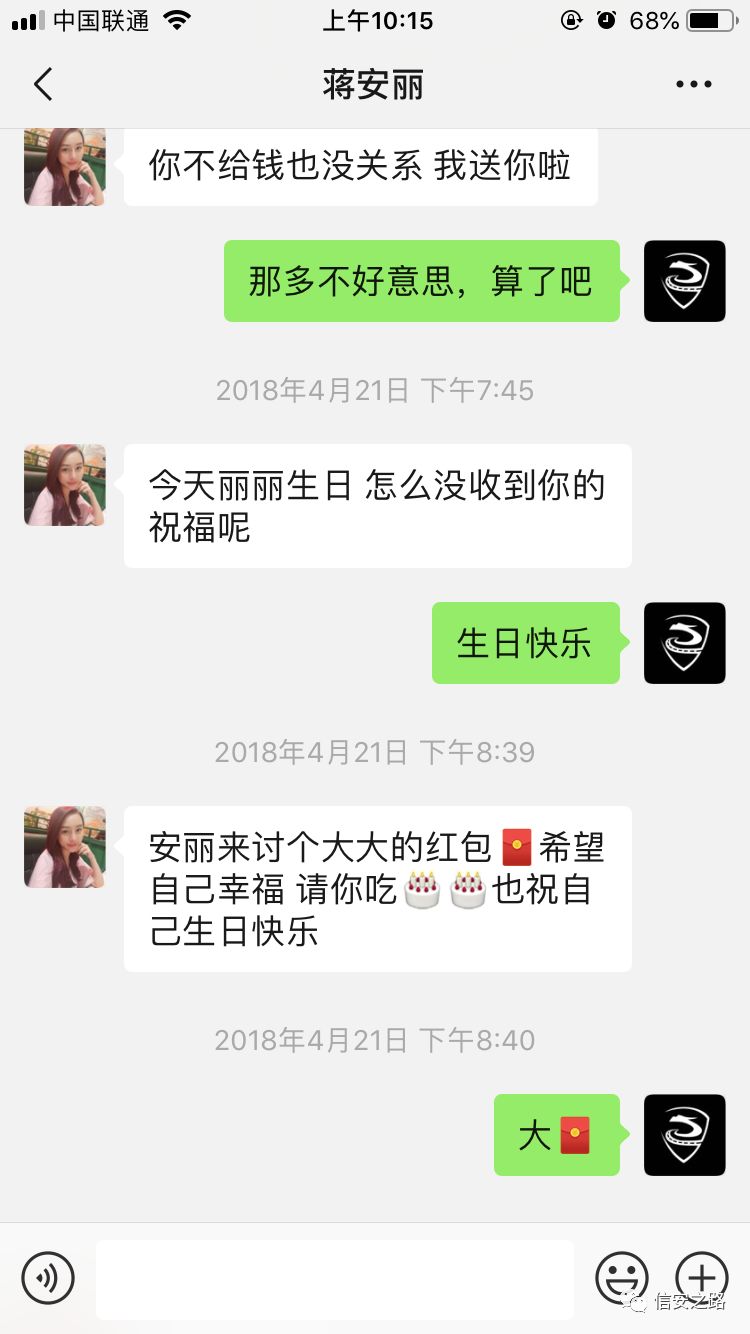 中国联通 上午10:15 68%
蒋安丽
你不给钱也没关系 我送你啦
那多不好意思，算了吧
2018年4月21日 下午7:45
今天丽丽生日 怎么没收到你的
祝福呢
生日快乐
2018年4月21日 下午8:39
安丽来讨个大大的红包🧧希望
自己幸福 请你吃🎂🎂也祝自
己生日快乐
2018年4月21日 下午8:40
大🧧
信安之路